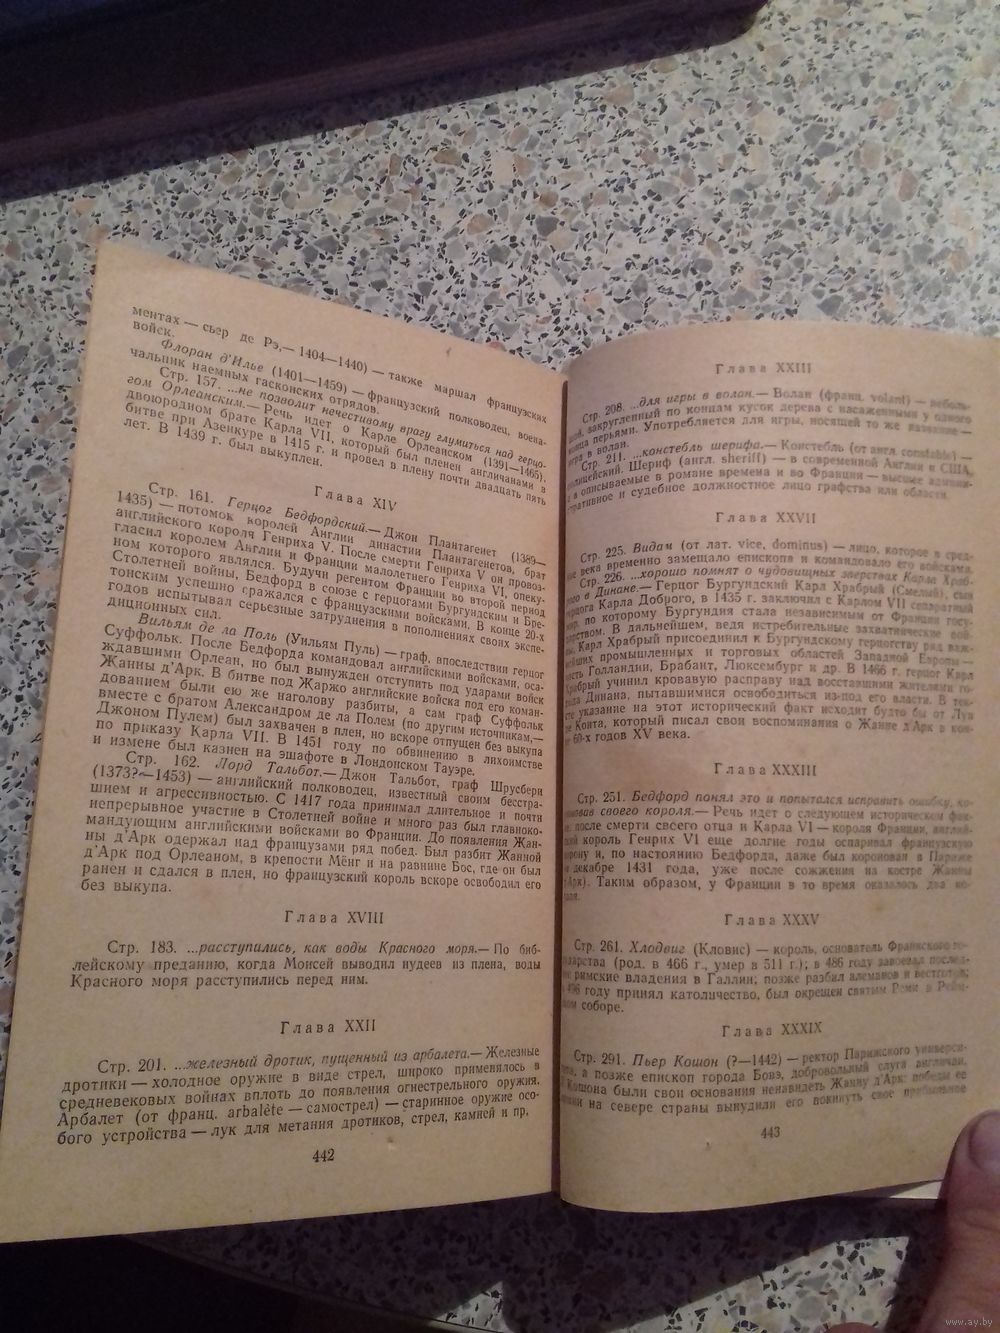 ментах — сьер де Рэ,— 1404—1440) — также маршал французских
войск.
Флоран д'Илье (1401—1459) — французский полководец, воена-
чальник наемных гасконских отрядов.
Стр. 157. ...не позволит нечестивому врагу глумиться над герцо-
гом Орлеанским.— Речь идет о Карле Орлеанском (1391—1465),
двоюродном брате Карла VII, который был пленен англичанами в
битве при Азенкуре в 1415 г. и провел в плену почти двадцать пять
лет. В 1439 г. был выкуплен.
Глава XIV
Стр. 161. Герцог Бедфордский.— Джон Плантагенет (1389—
1435) — потомок королей Англии династии Плантагенетов, брат
английского короля Генриха V. После смерти Генриха V он провоз-
гласил королем Англии и Франции малолетнего Генриха VI, опеку-
ном которого являлся. Будучи регентом Франции во второй период
Столетней войны, Бедфорд в союзе с герцогами Бургундским и Бре-
тонским успешно сражался с французскими войсками. В конце 20-х
годов испытывал серьезные затруднения в пополнениях своих экспе-
диционных сил.
Вильям де ла Поль (Уильям Пуль) — граф, впоследствии герцог
Суффольк. После Бедфорда командовал английскими войсками, оса-
ждавшими Орлеан, но был вынужден отступить под ударами войск
Жанны д'Арк. В битве под Жаржо английские войска под его коман-
дованием были ею же наголову разбиты, а сам граф Суффольк
вместе с братом Александром де ла Полем (по другим источникам,—
Джоном Пулем) был захвачен в плен, но вскоре отпущен без выкупа
по приказу Карла VII. В 1451 году по обвинению в лихоимстве
и измене был казнен на эшафоте в Лондонском Тауэре.
Стр. 162. Лорд Тальбот.— Джон Тальбот, граф Шрусбери
(1373?—1453) — английский полководец, известный своим бесстра-
шием и агрессивностью. С 1417 года принимал длительное и почти
непрерывное участие в Столетней войне и много раз был главноко-
мандующим английскими войсками во Франции. До появления Жан-
ны д'Арк одержал над французами ряд побед. Был разбит Жанной
д'Арк под Орлеаном, в крепости Мёнг и на равнине Бос, где он был
ранен и сдался в плен, но французский король вскоре освободил его
без выкупа.
Глава XVIII
Стр. 183. ...расступились, как воды Красного моря.— По биб-
лейскому преданию, когда Моисей выводил иудеев из плена, воды
Красного моря расступились перед ним.
Глава XXII
Стр. 201. ...железный дротик, пущенный из арбалета.— Железные
дротики — холодное оружие в виде стрел, широко применялось в
средневековых войнах вплоть до появления огнестрельного оружия.
Арбалет (от франц. arbalète — самострел) — старинное оружие осо-
бого устройства — лук для метания дротиков, стрел, камней и пр.
442
Глава XXIII
Стр. 208. ...для игры в волан.— Волан (франц. volant) — неболь-
закругленный по концам кусок дерева с насаженными у одного
перьями. Употребляется для игры, носящей то же название —
игра в волан.
Стр. 211. ...констебль шерифа.— Констебль (от англ. constable) —
полицейский. Шериф (англ. sheriff) — в современной Англии и США,
а в описываемые в романе времена и во Франции — высшее админи-
стративное и судебное должностное лицо графства или области.
Глава XXVII
Стр. 225. Видам (от лат. vice, dominus) — лицо, которое в сред-
ние века временно замещало епископа и командовало его войсками.
Стр. 226. ...хорошо помнят о чудовищных зверствах Карла Храб-
рого в Динане.— Герцог Бургундский Карл Храбрый (Смелый), сын
герцога Карла Доброго, в 1435 г. заключил с Карлом VII сепаратный
мир, по которому Бургундия стала независимым от Франции госу-
дарством. В дальнейшем, ведя истребительные захватнические вой-
ны, Карл Храбрый присоединил к Бургундскому герцогству ряд важ-
нейших промышленных и торговых областей Западной Европы —
часть Голландии, Брабант, Люксембург и др. В 1466 г. герцог Карл
Храбрый учинил кровавую расправу над восставшими жителями го-
рода Динана, пытавшимися освободиться из-под его власти. В тек-
сте указание на этот исторический факт исходит будто бы от Луи
де Конта, который писал свои воспоминания о Жанне д'Арк в кон-
це 60-х годов XV века.
Глава XXXIII
Стр. 251. Бедфорд понял это и попытался исправить ошибку, ко-
своего короля.— Речь идет о следующем историческом фак-
те: после смерти своего отца и Карла VI — короля Франции, англий-
ский король Генрих VI еще долгие годы оспаривал французскую
корону и, по настоянию Бедфорда, даже был коронован в Париже
в декабре 1431 года, уже после сожжения на костре Жанны
д'Арк). Таким образом, у Франции в то время оказалось два ко-
роля.
Глава XXXV
Стр. 261. Хлодвиг (Кловис) — король, основатель Франкского го-
сударства (род. в 466 г., умер в 511 г.); в 486 году завоевал послед-
ние римские владения в Галлии; позже разбил алеманов и вестготов;
в 496 году принял католичество, был окрещен святым Реми в Рейм-
ском соборе.
Глава XXXIX
Стр. 291. Пьер Кошон (?—1442) — ректор Парижского универси-
тета, а позже епископ города Бовэ, добровольный слуга англичан.
У Кошона были свои основания ненавидеть Жанну д'Арк: победы ее
на севере страны вынудили его покинуть свое прибыльное
443
www.ay.by